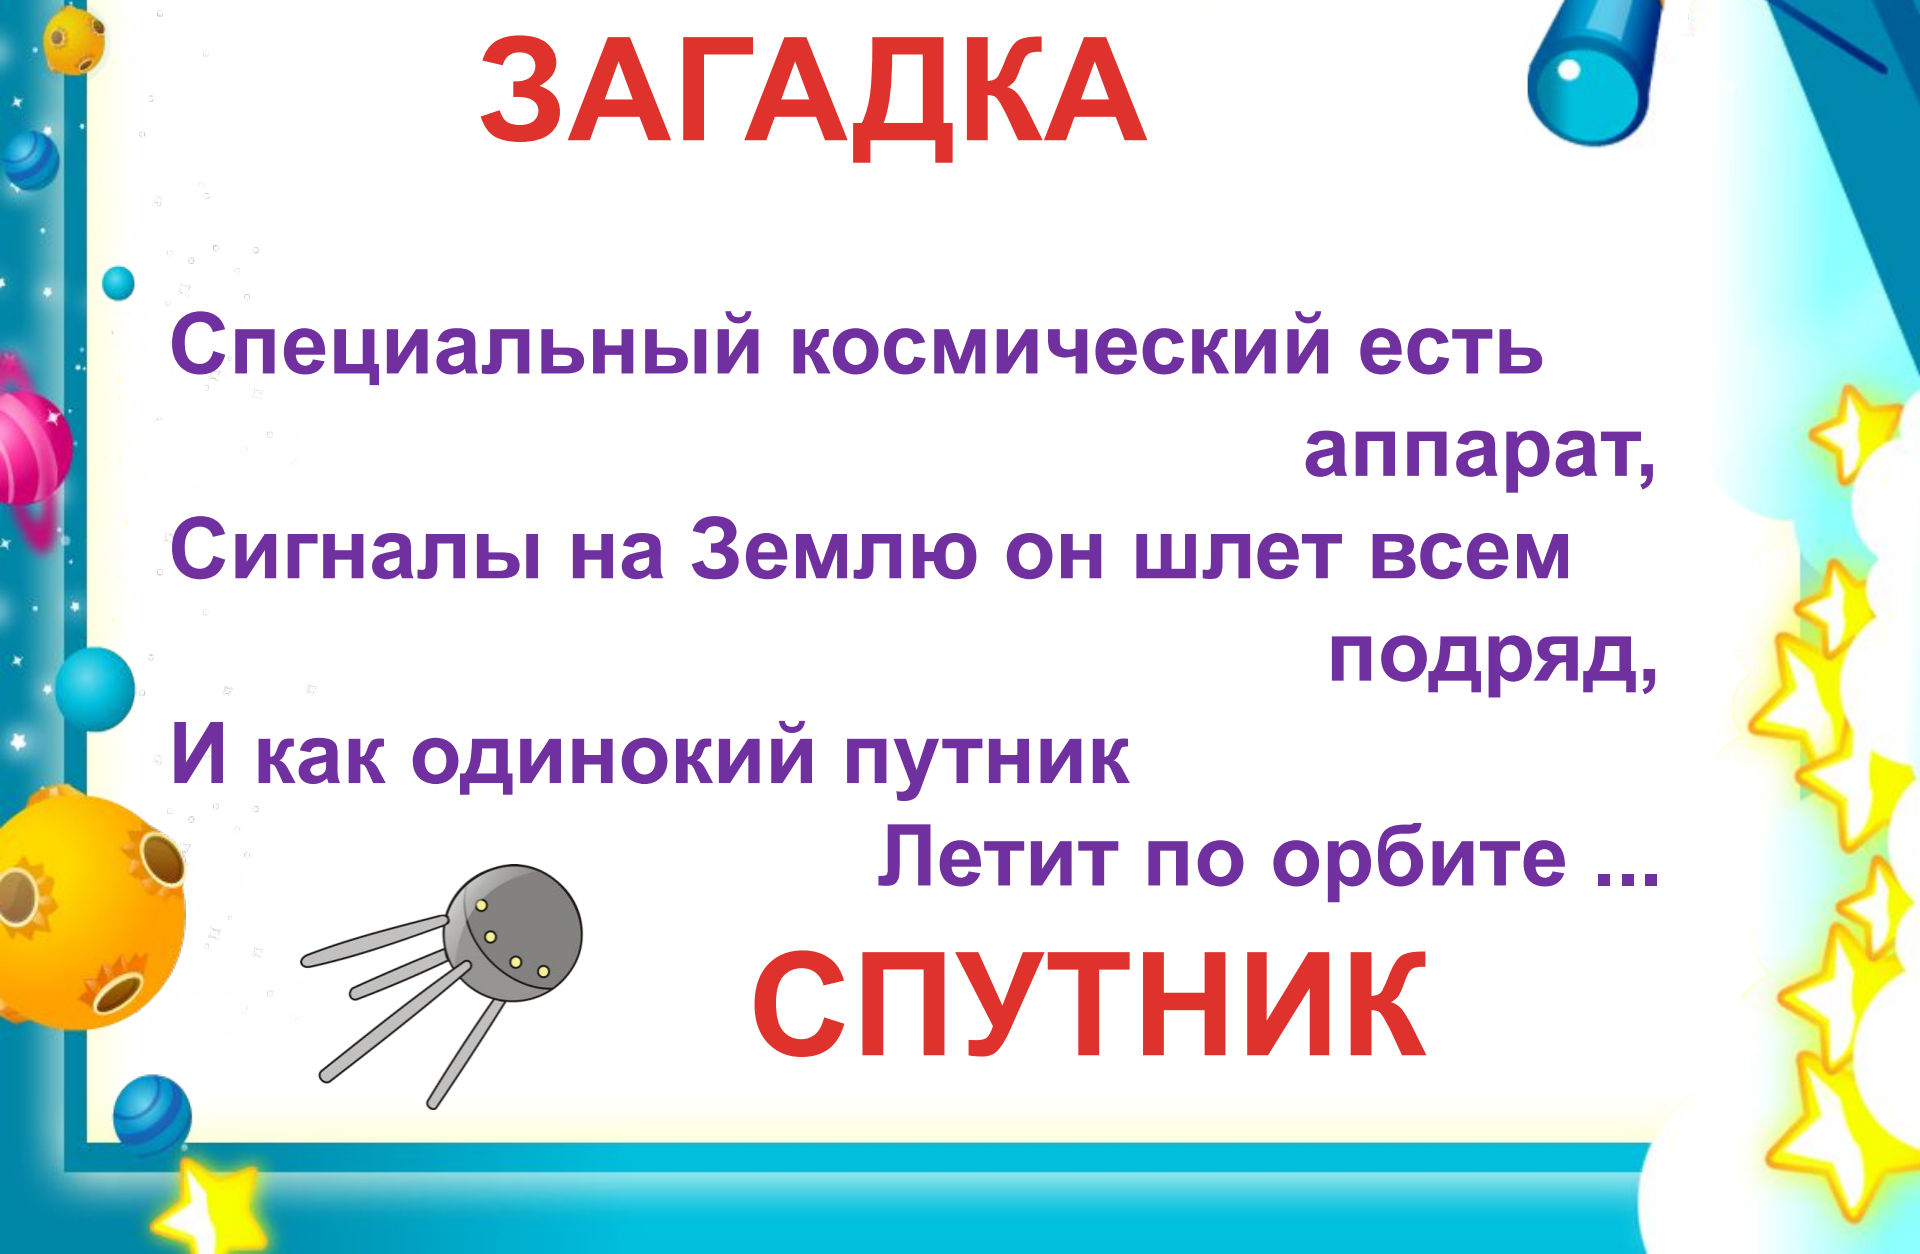 ЗАГАДКА
Специальный космический есть
аппарат,
Сигналы на Землю он шлет всем
подряд,
И как одинокий путник
Летит по орбите ...
СПУТНИК